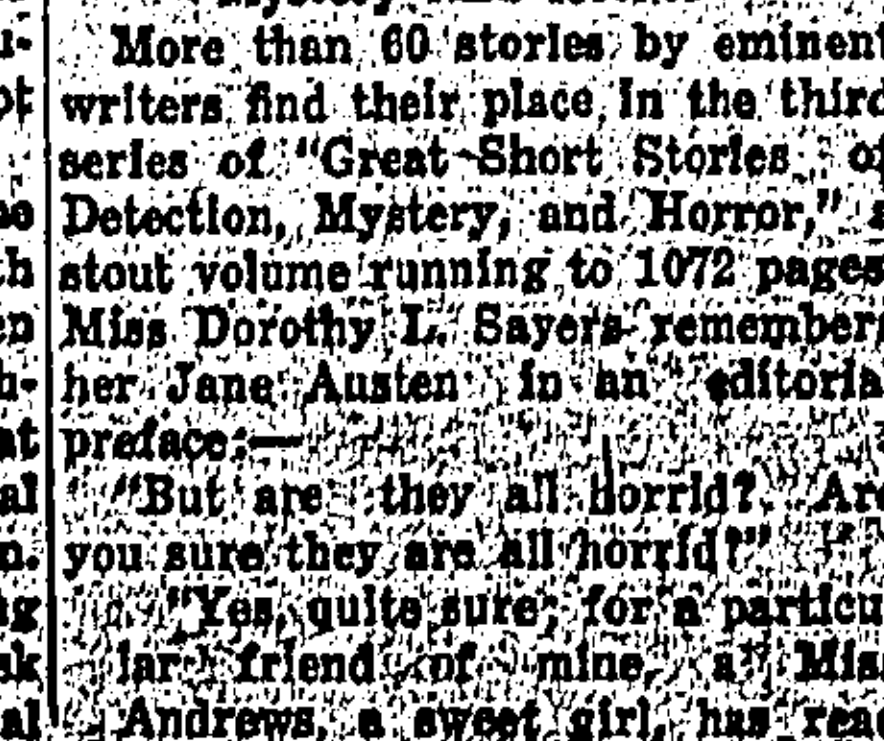 More than 60 stories by eminent
writers find their place in the third
series of "Great Short Stories of
Detection, Mystery, and Horror," a
stout volume running to 1072 pages
Miss Dorothy L. Sayers remembers
her Jane Austen in an editorial
preface:—
"But are they all horrid? Are
you sure they are all horrid?"
"Yes, quite sure; for a particu-
lar friend of mine, a Miss
Andrews, a sweet girl, has read